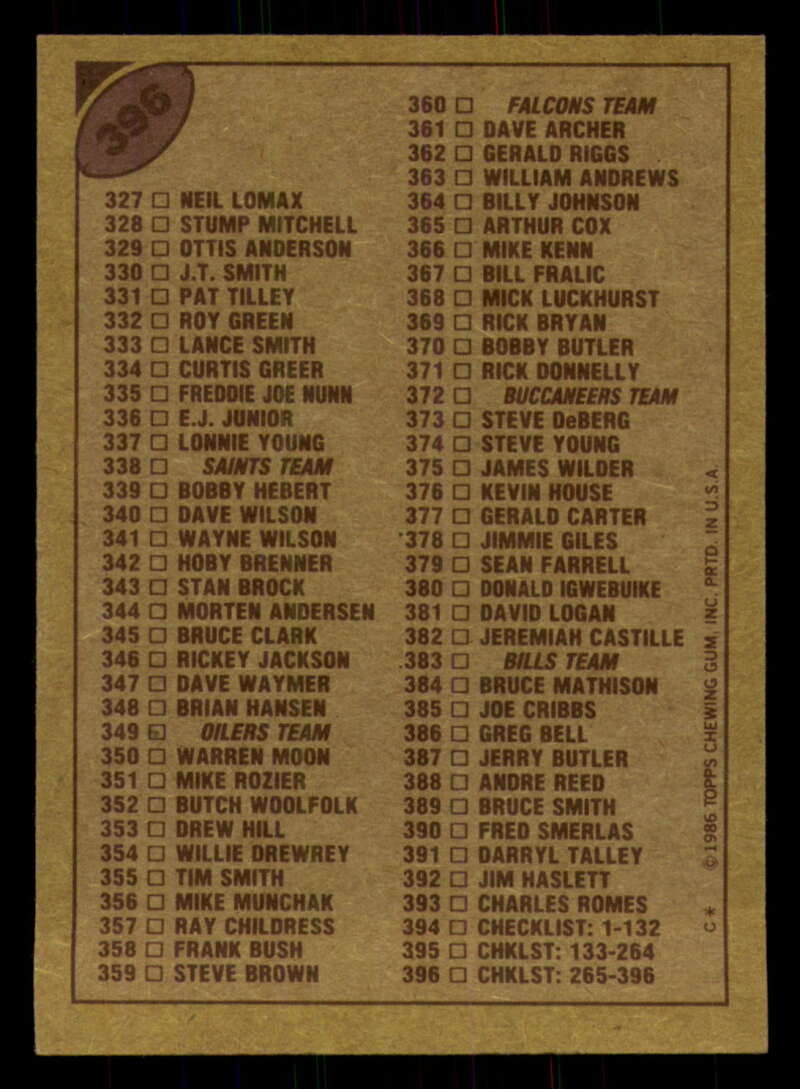 396
327 □ NEIL LOMAX
328 □ STUMP MITCHELL
329 □ OTTIS ANDERSON
330 □ J.T. SMITH
331 □ PAT TILLEY
332 □ ROY GREEN
333 □ LANCE SMITH
334 □ CURTIS GREER
335 □ FREDDIE JOE NUNN
336 □ E.J. JUNIOR
337 □ LONNIE YOUNG
338 □ SAINTS TEAM
339 □ BOBBY HEBERT
340 □ DAVE WILSON
341 □ WAYNE WILSON
342 □ HOBY BRENNER
343 □ STAN BROCK
344 □ MORTEN ANDERSEN
345 □ BRUCE CLARK
346 □ RICKEY JACKSON
347 □ DAVE WAYMER
348 □ BRIAN HANSEN
349 □ OILERS TEAM
350 □ WARREN MOON
351 □ MIKE ROZIER
352 □ BUTCH WOOLFOLK
353 □ DREW HILL
354 □ WILLIE DREWREY
355 □ TIM SMITH
356 □ MIKE MUNCHAK
357 □ RAY CHILDRESS
358 □ FRANK BUSH
359 □ STEVE BROWN
360 □ FALCONS TEAM
361 □ DAVE ARCHER
362 □ GERALD RIGGS
363 □ WILLIAM ANDREWS
364 □ BILLY JOHNSON
365 □ ARTHUR COX
366 □ MIKE KENN
367 □ BILL FRALIC
368 □ MICK LUCKHURST
369 □ RICK BRYAN
370 □ BOBBY BUTLER
371 □ RICK DONNELLY
372 □ BUCCANEERS TEAM
373 □ STEVE DeBERG
374 □ STEVE YOUNG
375 □ JAMES WILDER
376 □ KEVIN HOUSE
377 □ GERALD CARTER
378 □ JIMMIE GILES
379 □ SEAN FARRELL
380 □ DONALD IGWEBUIKE
381 □ DAVID LOGAN
382 □ JEREMIAH CASTILLE
383 □ BILLS TEAM
384 □ BRUCE MATHISON
385 □ JOE CRIBBS
386 □ GREG BELL
387 □ JERRY BUTLER
388 □ ANDRE REED
389 □ BRUCE SMITH
390 □ FRED SMERLAS
391 □ DARRYL TALLEY
392 □ JIM HASLETT
393 □ CHARLES ROMES
394 □ CHECKLIST: 1-132
395 □ CHKLST: 133-264
396 □ CHKLST: 265-396
C* ©1986 TOPPS CHEWING GUM, INC. PRTD. IN U.S.A.